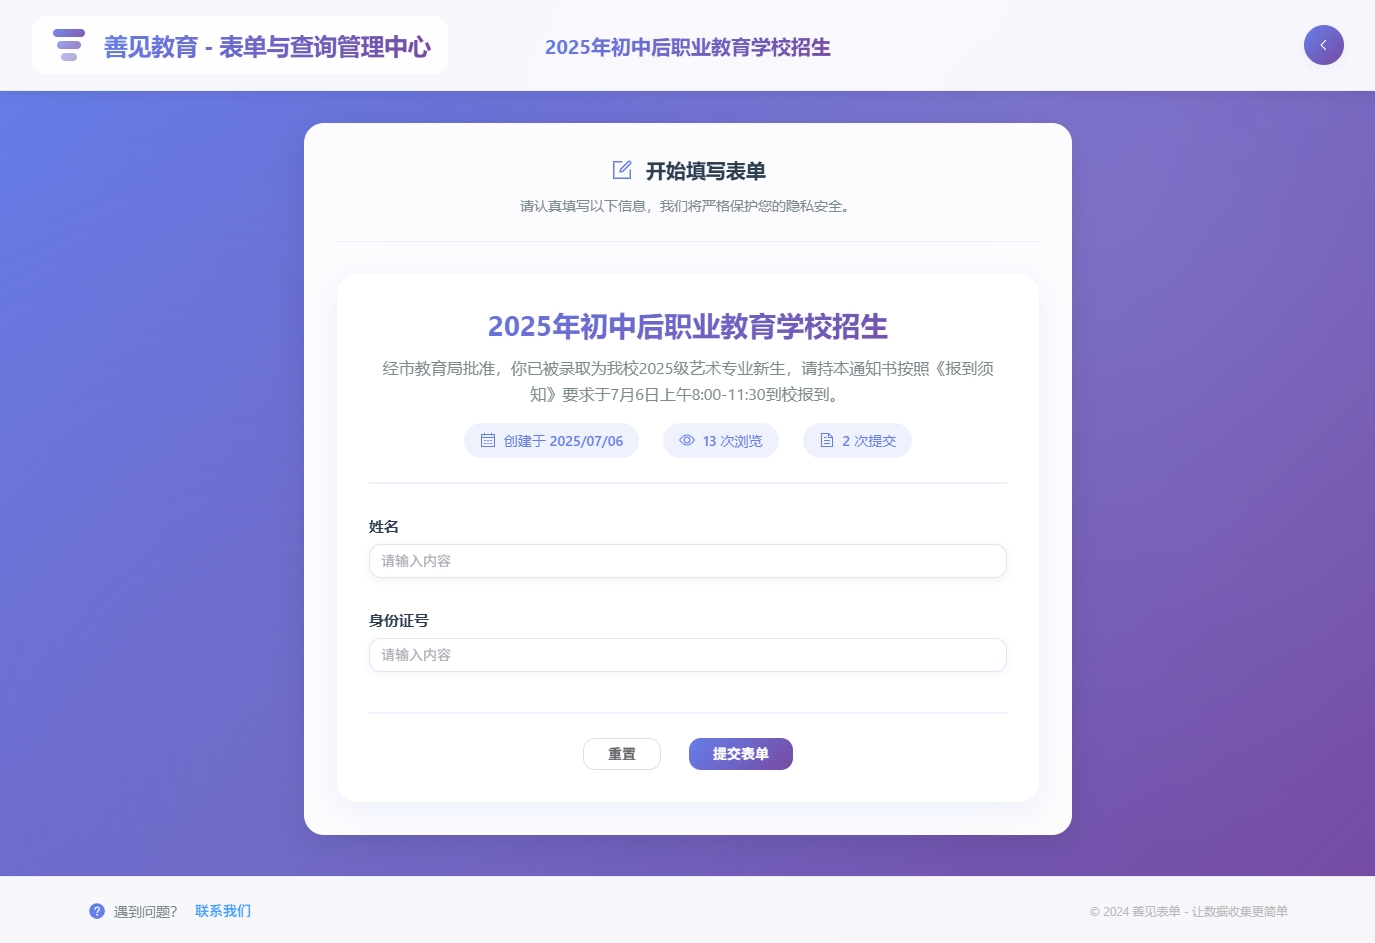 善见教育 - 表单与查询管理中心
2025年初中后职业教育学校招生
开始填写表单
请认真填写以下信息，我们将严格保护您的隐私安全。
2025年初中后职业教育学校招生
经市教育局批准，你已被录取为我校2025级艺术专业新生，请持本通知书按照《报到须
知》要求于7月6日上午8:00-11:30到校报到。
创建于 2025/07/06
13 次浏览
2 次提交
姓名
请输入内容
身份证号
请输入内容
重置
提交表单
遇到问题？
联系我们
© 2024 善见表单 - 让数据收集更简单